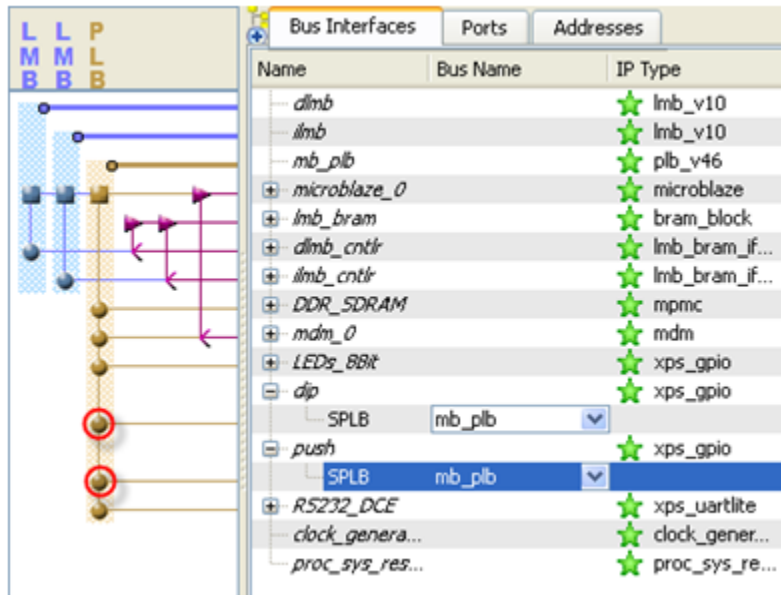 L L P
M M L
B B B
Bus Interfaces Ports Addresses
Name Bus Name IP Type
dlmb lmb_v10
ilmb lmb_v10
mb_plb plb_v46
microblaze_0 microblaze
lmb_bram bram_block
dlmb_cntlr lmb_bram_if...
ilmb_cntlr lmb_bram_if...
DDR_SDRAM mpmc
mdm_0 mdm
LEDs_8Bit xps_gpio
dip xps_gpio
SPLB mb_plb
push xps_gpio
SPLB mb_plb
RS232_DCE xps_uartlite
clock_genera... clock_gener...
proc_sys_res... proc_sys_re...